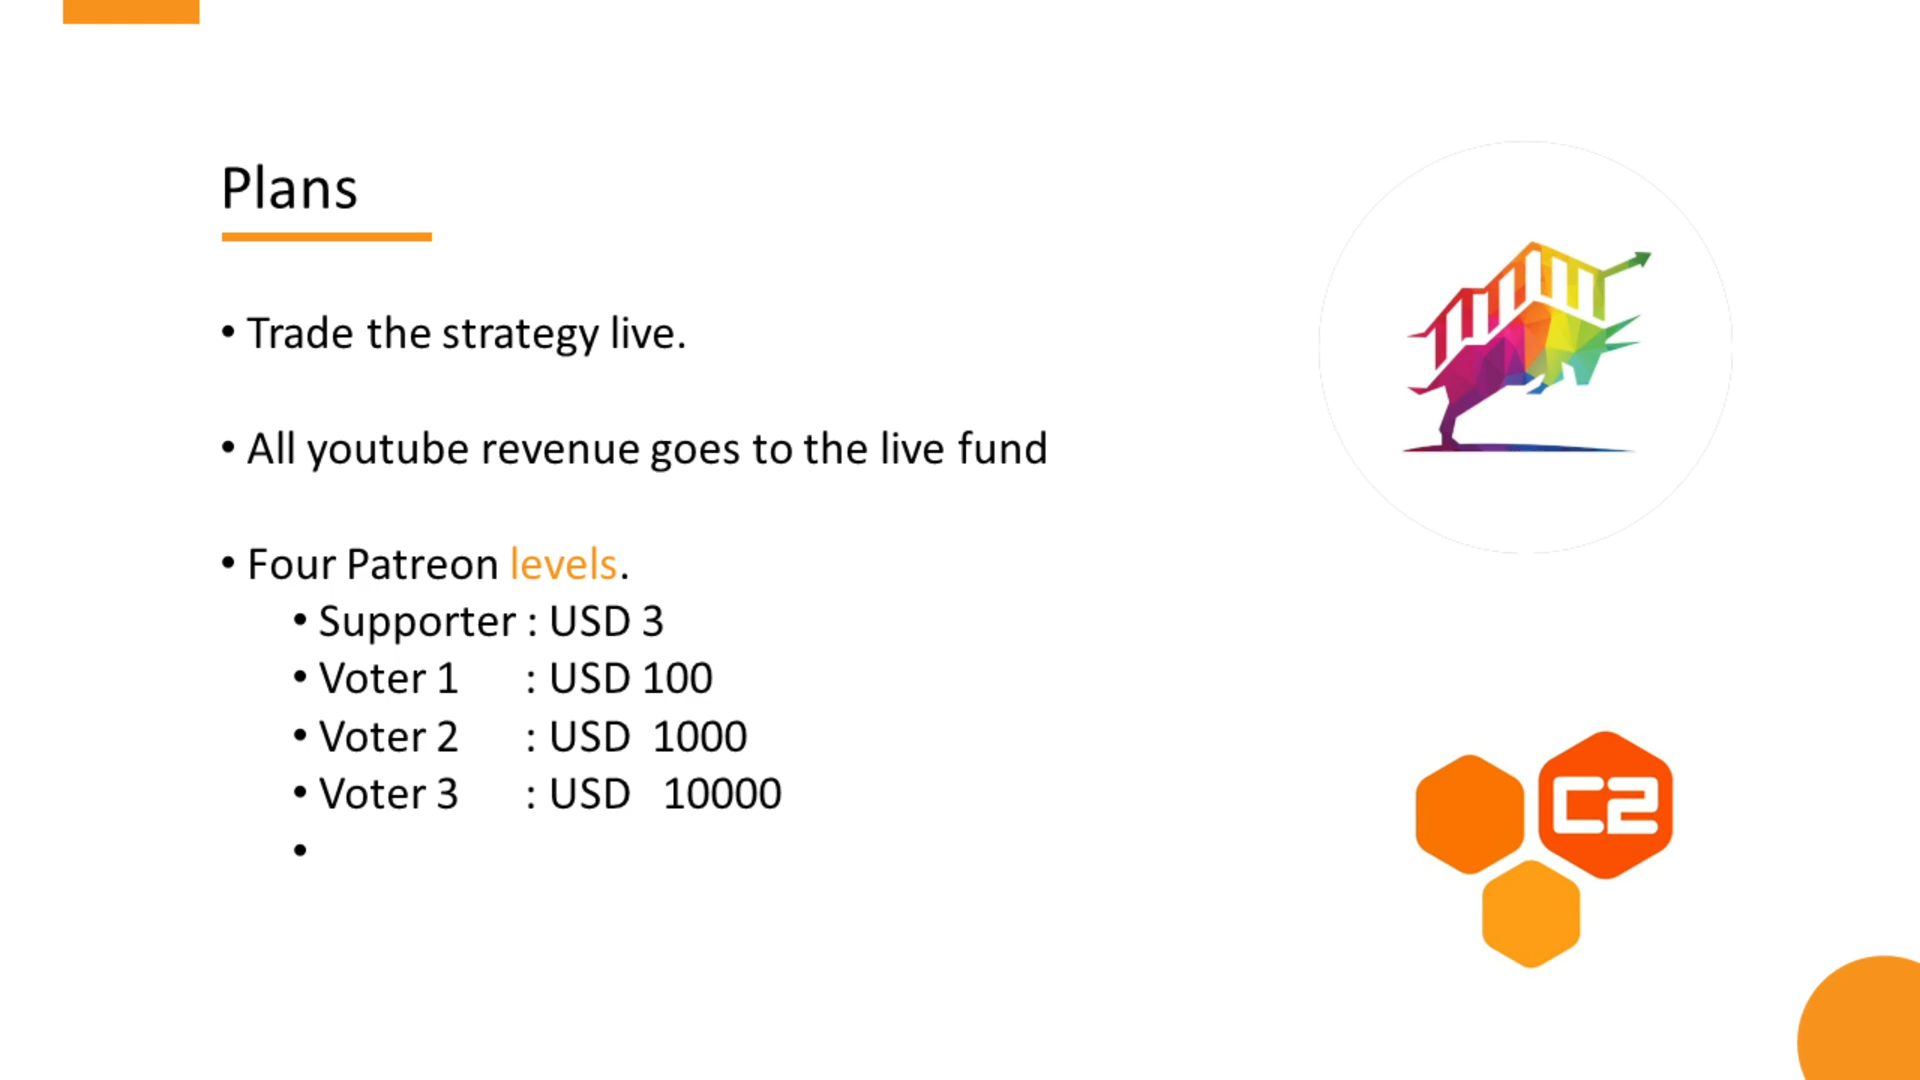 Plans
• Trade the strategy live.
• All youtube revenue goes to the live fund
• Four Patreon levels.
• Supporter : USD 3
• Voter 1 : USD 100
• Voter 2 : USD 1000
• Voter 3 : USD 10000
•
C2